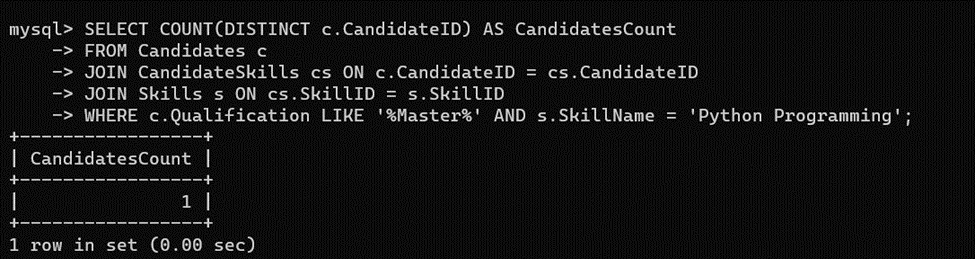 mysql> SELECT COUNT(DISTINCT c.CandidateID) AS CandidatesCount
    -> FROM Candidates c
    -> JOIN CandidateSkills cs ON c.CandidateID = cs.CandidateID
    -> JOIN Skills s ON cs.SkillID = s.SkillID
    -> WHERE c.Qualification LIKE '%Master%' AND s.SkillName = 'Python Programming';
+-----------------+
| CandidatesCount |
+-----------------+
|               1 |
+-----------------+
1 row in set (0.00 sec)